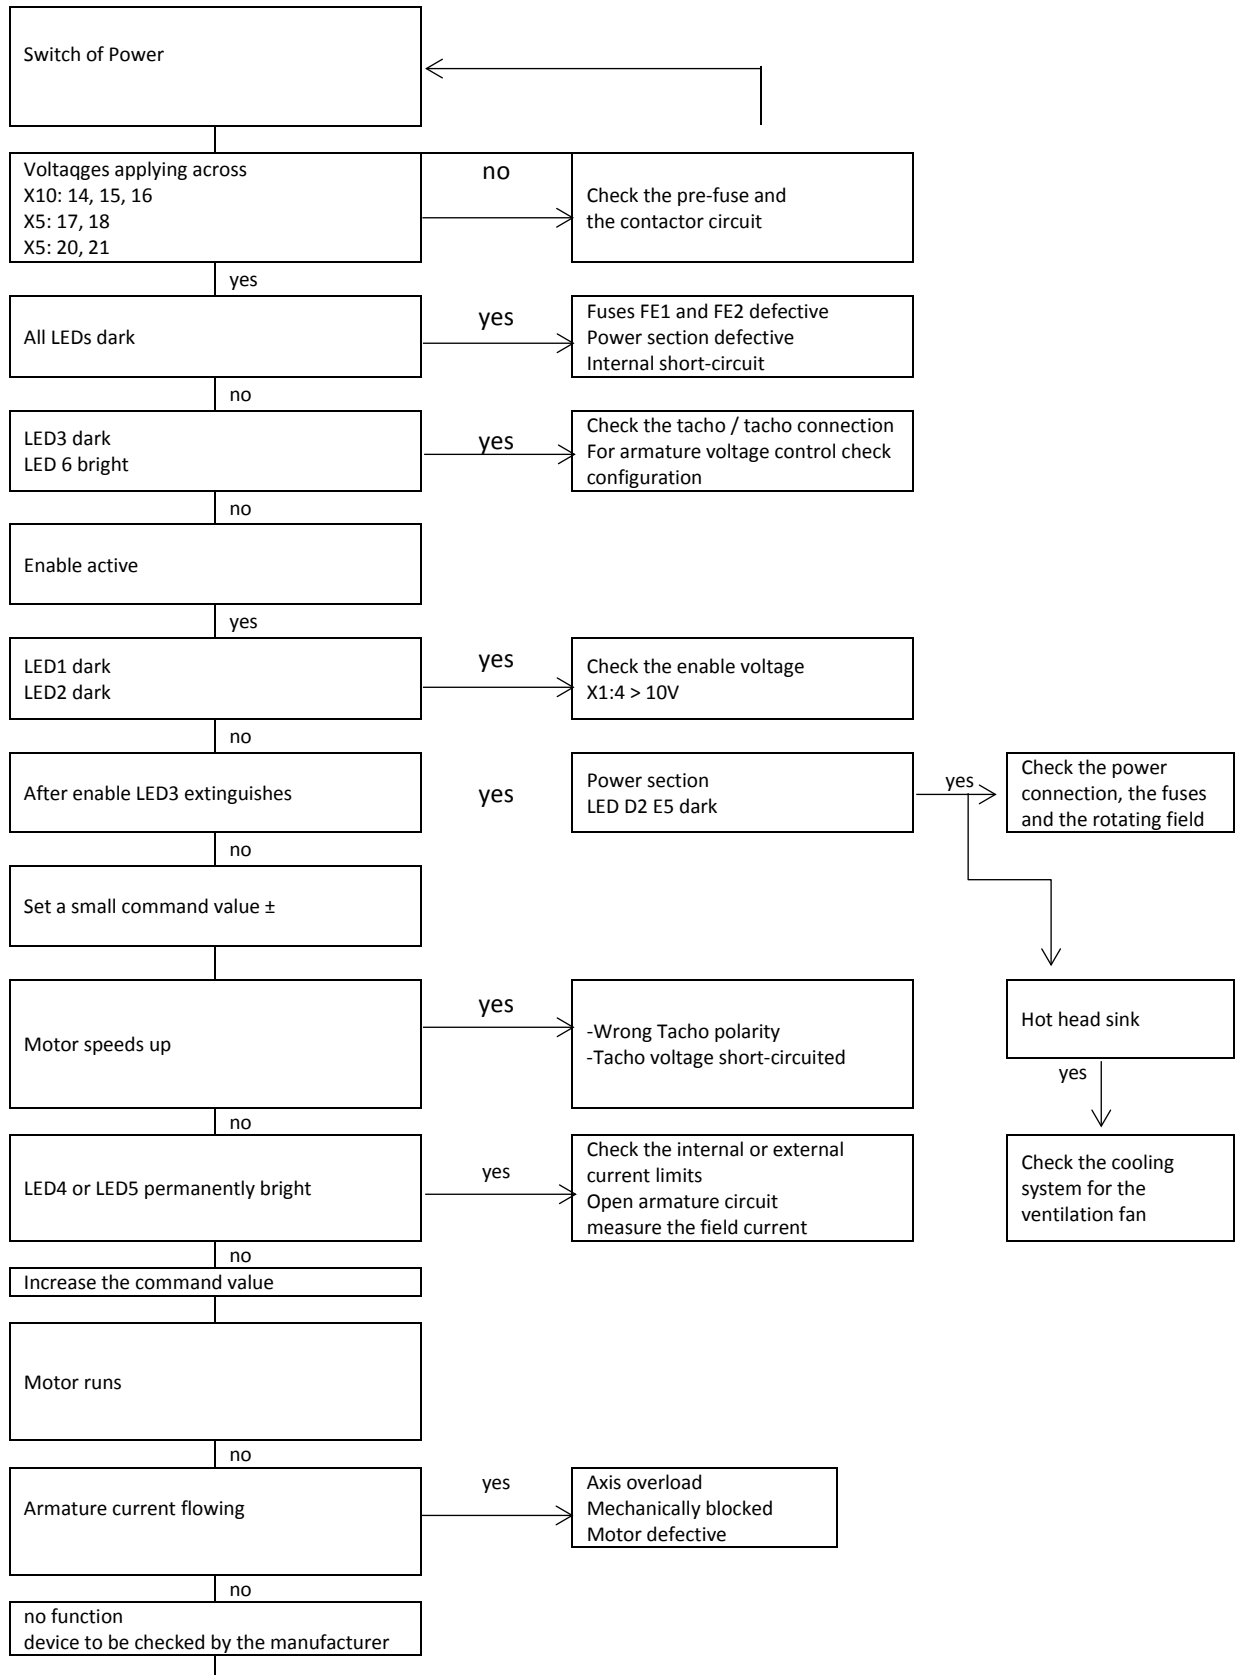 Switch of Power
Voltaqges applying across
X10: 14, 15, 16
X5: 17, 18
X5: 20, 21
no
Check the pre-fuse and
the contactor circuit
yes
All LEDs dark
yes
Fuses FE1 and FE2 defective
Power section defective
Internal short-circuit
no
LED3 dark
LED 6 bright
yes
Check the tacho / tacho connection
For armature voltage control check
configuration
no
Enable active
yes
LED1 dark
LED2 dark
yes
Check the enable voltage
X1:4 > 10V
no
After enable LED3 extinguishes
yes
Power section
LED D2 E5 dark
yes
Check the power
connection, the fuses
and the rotating field
no
Set a small command value ±
Motor speeds up
yes
-Wrong Tacho polarity
-Tacho voltage short-circuited
Hot head sink
yes
no
LED4 or LED5 permanently bright
yes
Check the internal or external
current limits
Open armature circuit
measure the field current
Check the cooling
system for the
ventilation fan
no
Increase the command value
Motor runs
no
Armature current flowing
yes
Axis overload
Mechanically blocked
Motor defective
no
no function
device to be checked by the manufacturer